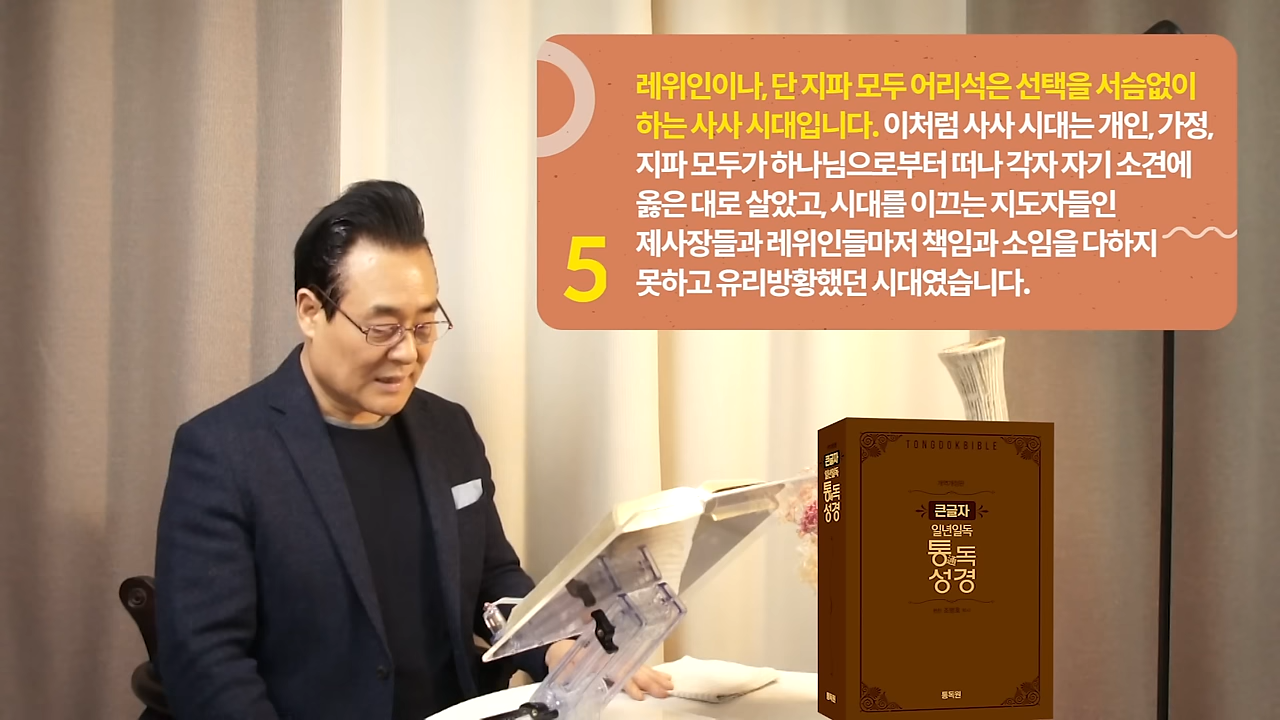 레위인이나, 단 지파 모두 어리석은 선택을 서슴없이
하는 사사 시대입니다. 이처럼 사사 시대는 개인, 가정,
지파 모두가 하나님으로부터 떠나 각자 자기 소견에
옳은 대로 살았고, 시대를 이끄는 지도자들인
제사장들과 레위인들마저 책임과 소임을 다하지
못하고 유리방황했던 시대였습니다.
5
TONGDOKBIBLE
큰글자
일년일독
통독
성경
통독원
큰글자
일년일독
통독
성경
통독원